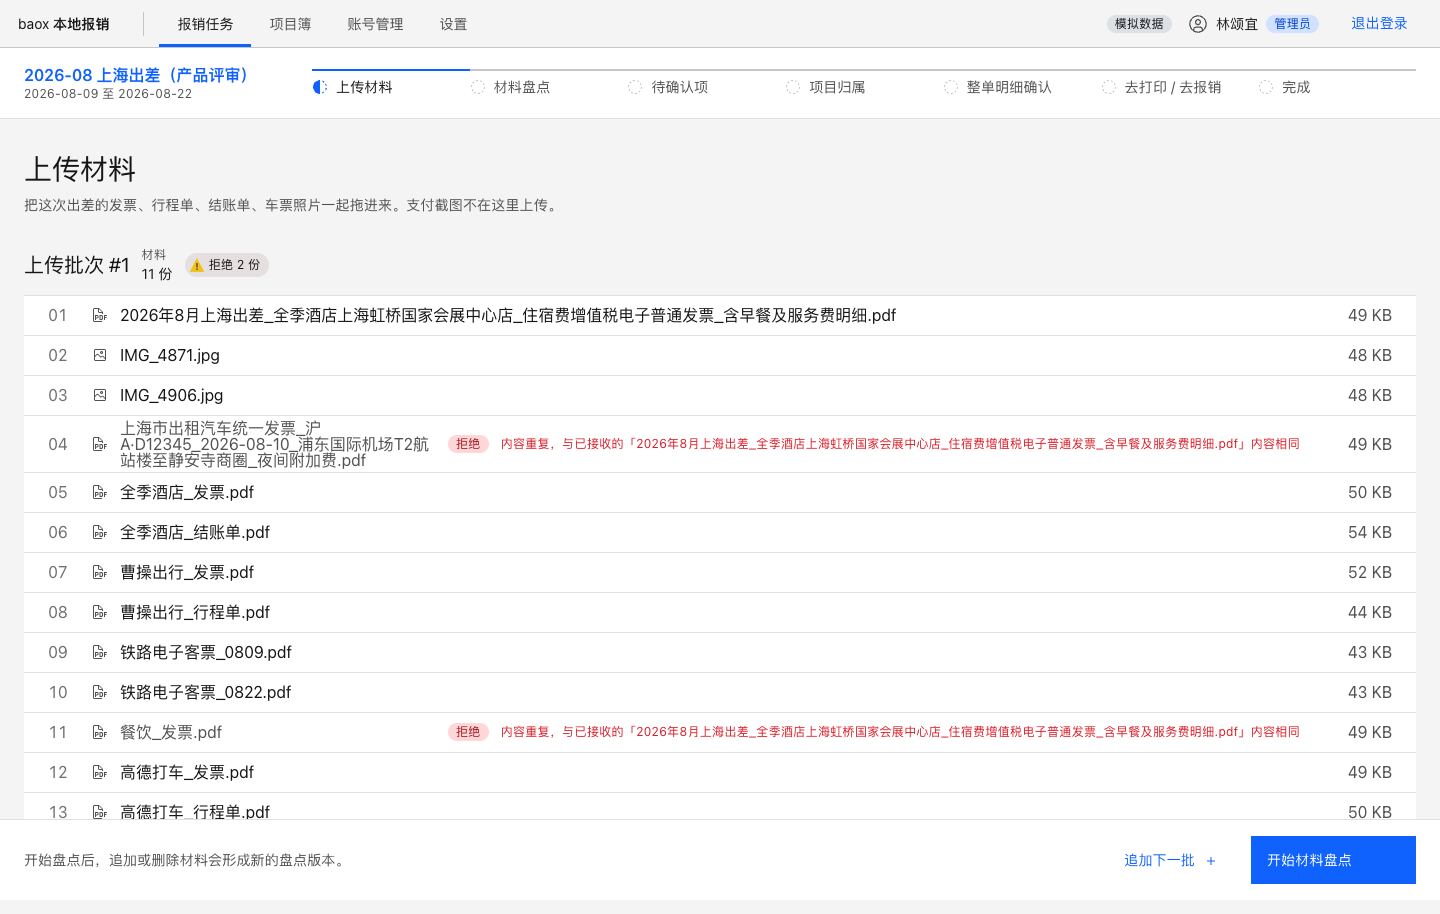 baox 本地报销
报销任务
项目簿
账号管理
设置
模拟数据
林颂宜
管理员
退出登录
2026-08 上海出差（产品评审）
2026-08-09 至 2026-08-22
上传材料
材料盘点
待确认项
项目归属
整单明细确认
去打印 / 去报销
完成
上传材料
把这次出差的发票、行程单、结账单、车票照片一起拖进来。支付截图不在这里上传。
上传批次 #1
材料
11 份
拒绝 2 份
01 PDF 2026年8月上海出差_全季酒店上海虹桥国家会展中心店_住宿费增值税电子普通发票_含早餐及服务费明细.pdf 49 KB
02 IMG_4871.jpg 48 KB
03 IMG_4906.jpg 48 KB
04 PDF 上海市出租汽车统一发票_沪
A·D12345_2026-08-10_浦东国际机场T2航
站楼至静安寺商圈_夜间附加费.pdf
拒绝 内容重复，与已接收的「2026年8月上海出差_全季酒店上海虹桥国家会展中心店_住宿费增值税电子普通发票_含早餐及服务费明细.pdf」内容相同 49 KB
05 PDF 全季酒店_发票.pdf 50 KB
06 PDF 全季酒店_结账单.pdf 54 KB
07 PDF 曹操出行_发票.pdf 52 KB
08 PDF 曹操出行_行程单.pdf 44 KB
09 PDF 铁路电子客票_0809.pdf 43 KB
10 PDF 铁路电子客票_0822.pdf 43 KB
11 PDF 餐饮_发票.pdf 拒绝 内容重复，与已接收的「2026年8月上海出差_全季酒店上海虹桥国家会展中心店_住宿费增值税电子普通发票_含早餐及服务费明细.pdf」内容相同 49 KB
12 PDF 高德打车_发票.pdf 49 KB
13 PDF 高德打车_行程单.pdf 50 KB
开始盘点后，追加或删除材料会形成新的盘点版本。
追加下一批 +
开始材料盘点